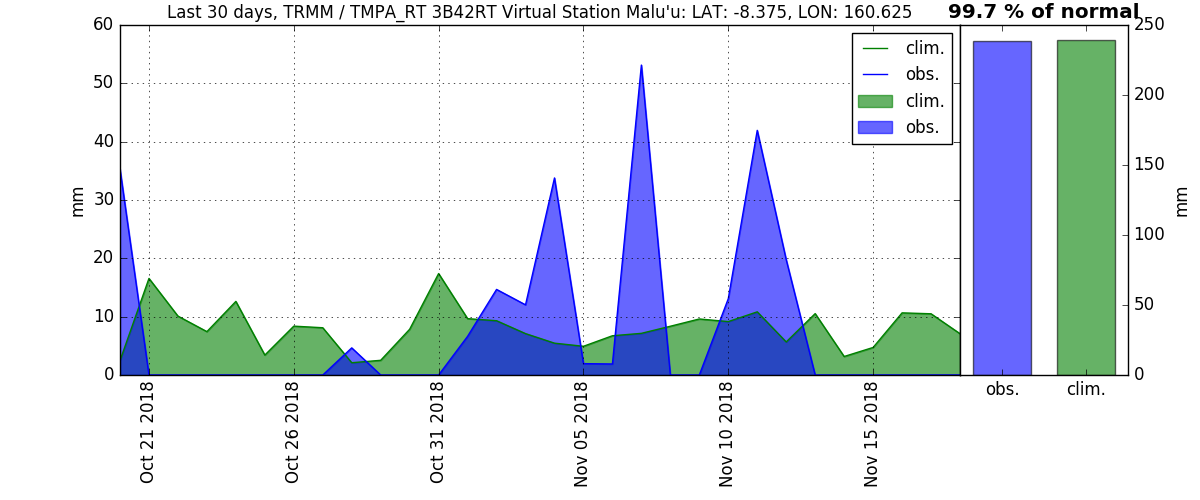 Last 30 days, TRMM / TMPA_RT 3B42RT Virtual Station Malu'u: LAT: -8.375, LON: 160.625
99.7 % of normal
60
50
40
30
20
10
0
mm
clim.
obs.
clim.
obs.
250
200
150
100
50
0
mm
obs.
clim.
Oct 21 2018
Oct 26 2018
Oct 31 2018
Nov 05 2018
Nov 10 2018
Nov 15 2018